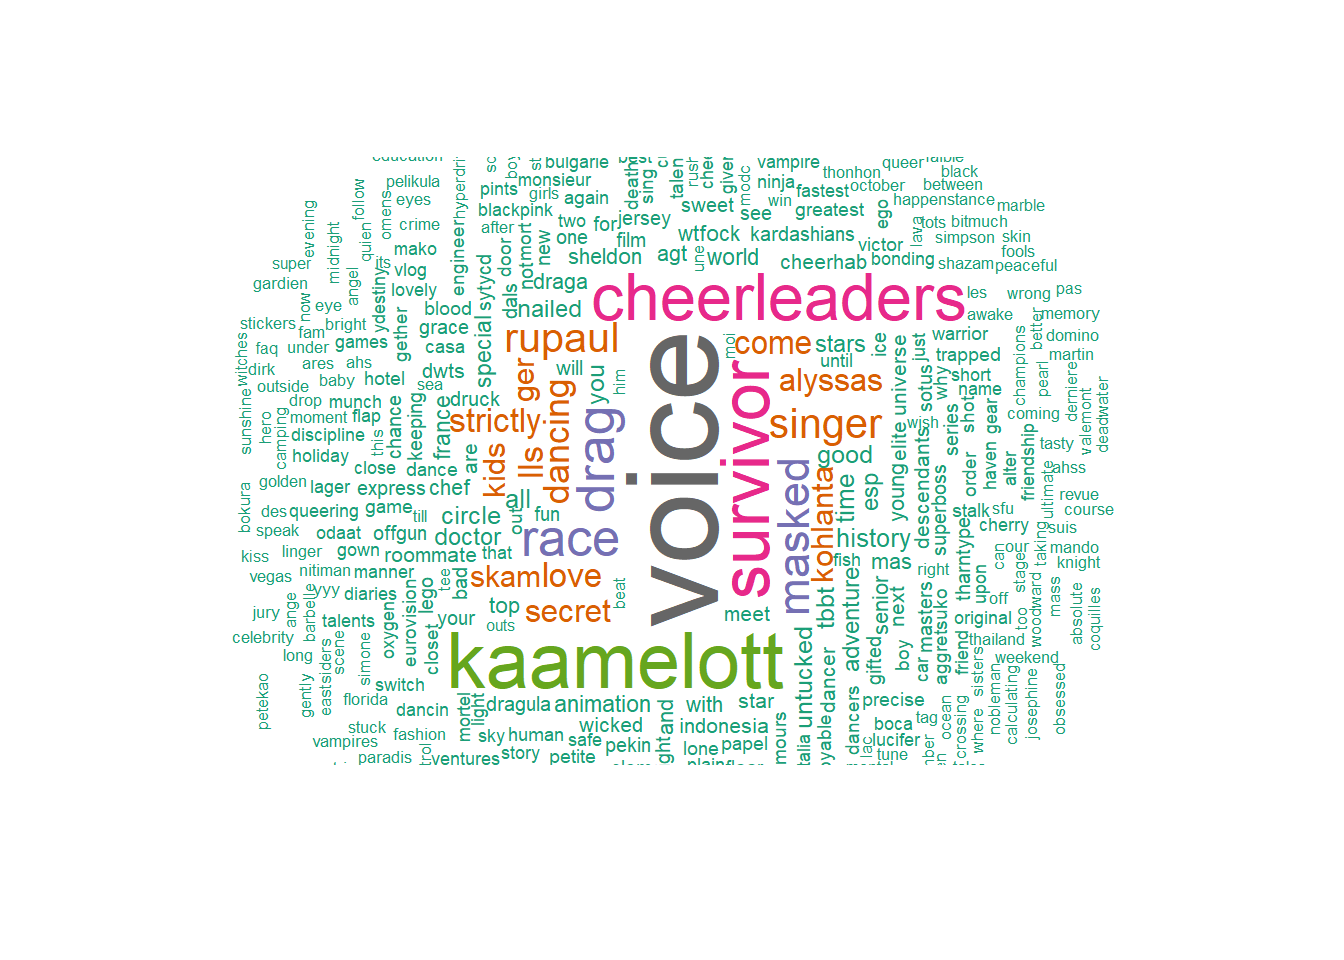 voice
kaamelott
cheerleaders
survivor
drag
race
masked
rupaul
singer
dancing
strictly
come
alyssas
secret
skam
love
kids
lls
ger
kohlanta
bulgarie
monsieur
girls
pints
again
blackpink
after
two
for
jersey
one
film
new
sheldon
agt
wtfock
world
une
sweet
see
kardashians
vampire
ninja
win
fastest
greatest
october
thonhon
queer
black
between
happenstance
marble
ego
lava
tots
bitmuch
simpson
skin
fools
peaceful
shazam
victor
bonding
cheerhab
pelikula
eyes
crime
omens
follow
quien
evening
midnight
super
angel
its
gardien
mako
vlog
lovely
ydestiny
engineer
door
sytycd
dals
notmort
draga
nailed
special
blood
grace
casa
dwts
now
eye
stickers
fam
bright
games
gether
faq
under
ares
ahs
dirk
baby
hotel
sea
outside
witches
drop
munch
druck
moment
flap
chance
keeping
france
discipline
this
holiday
sunshine
hero
camping
close
dance
are
golden
lager
express
chef
des
queering
game
till
circle
all
out
fun
bokura
speak
odaat
offgun
doctor
kiss
linger
gown
roommate
that
vegas
nitiman
manner
tee
bad
yyy
diaries
lego
top
outs
your
jury
ange
barbelle
talents
oxygen
eurovision
closet
celebrity
long
scene
simone
switch
petekao
gently
eastsiders
florida
dancin
mortel
light
stuck
fashion
vampires
paradis
ventures
sky
human
dragula
animation
with
star
wicked
indonesia
safe
pekin
lone
papel
story
petite
and
mours
will
you
him
beat
moi
stars
until
ice
good
time
esp
history
fish
mas
meet
tbbt
adventure
senior
next
untucked
dancer
gifted
boy
car
masters
precise
boca
tag
lucifer
tune
dancers
right
aggretsuko
friend
original
off
thailand
weekend
sisters
where
crossing
ocean
nobleman
calculating
josephine
obsessed
les
wrong
pas
awake
memory
just
warrior
better
domino
universe
trapped
martin
why
short
name
champions
pearl
derniere
sotus
wish
shot
coming
valemont
deadwater
younglite
descendants
series
gear
haven
alter
friendship
tasty
ahss
superboss
order
ultimate
revue
course
stalk
sfu
tharntype
cherry
suis
can
our
taking
mando
knight
upon
stage
too
woodward
mass
absolute
coquilles